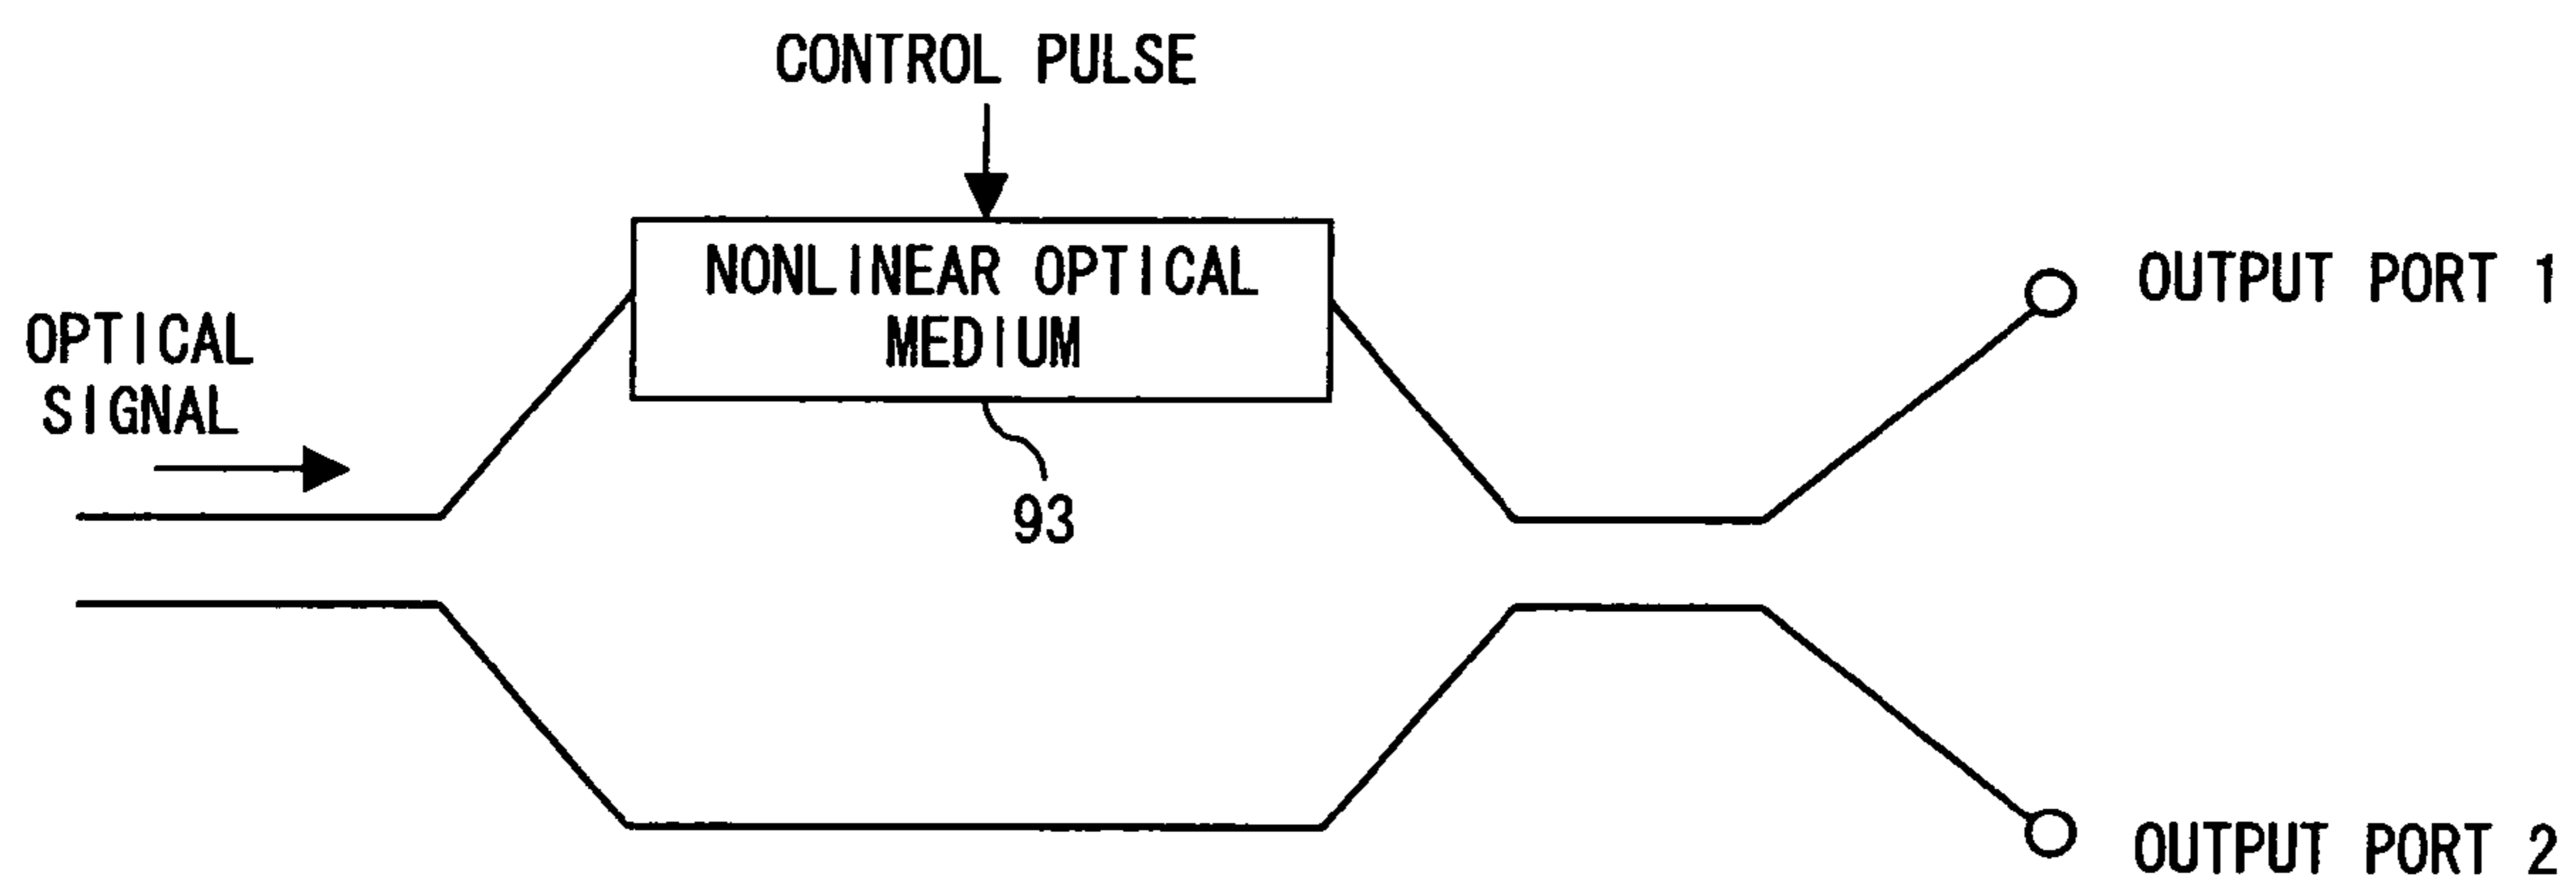 CONTROL PULSE
NONLINEAR OPTICAL
MEDIUM
OUTPUT PORT 1
OPTICAL
SIGNAL
93
OUTPUT PORT 2